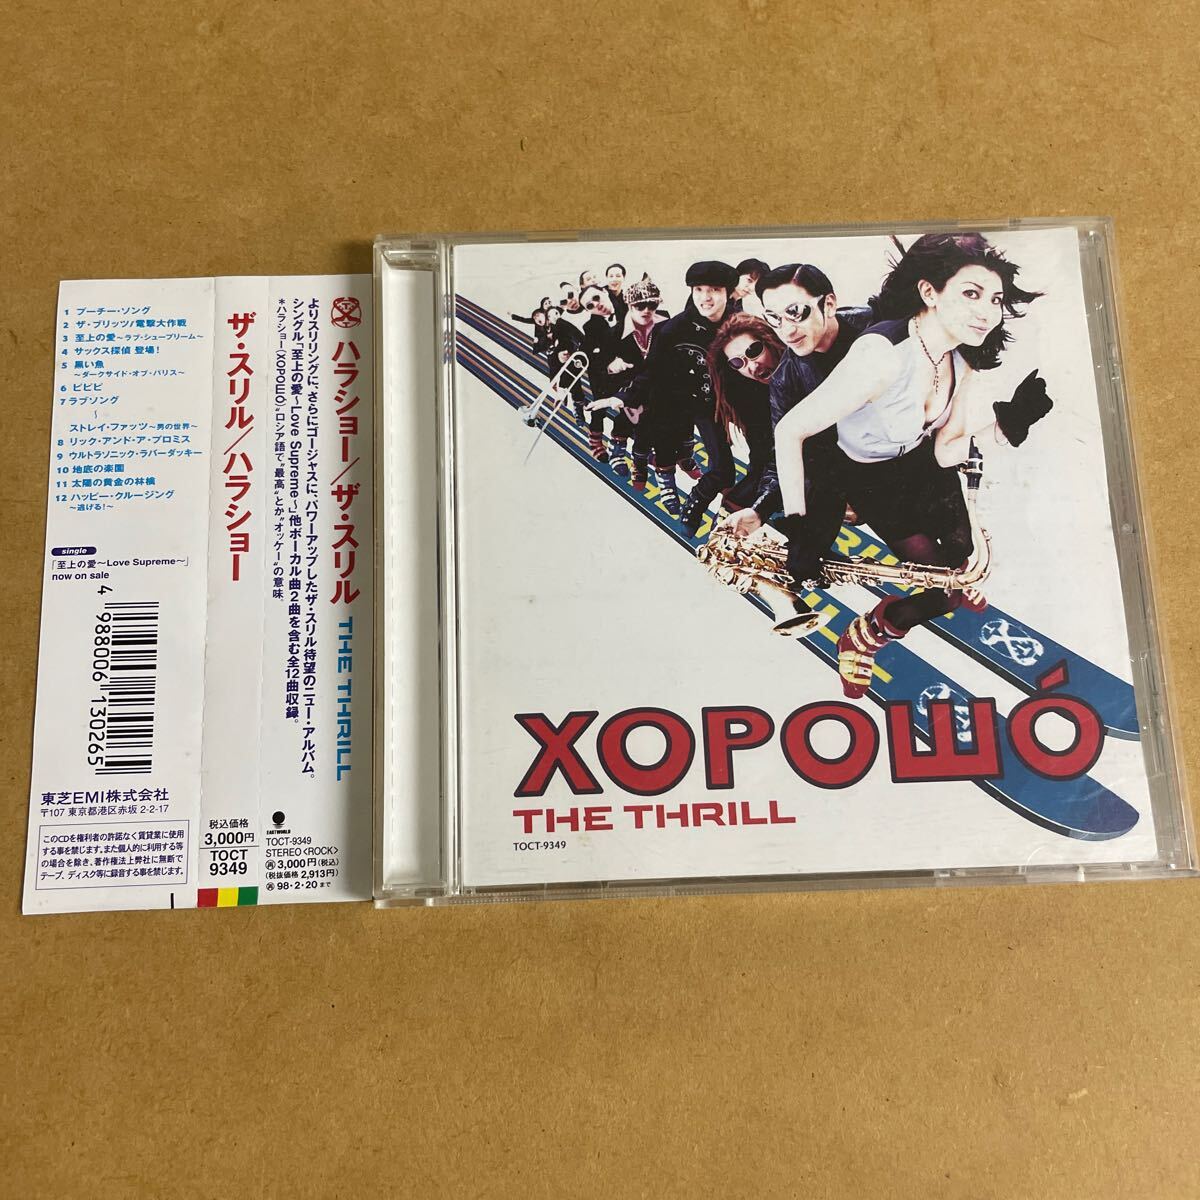 1 プーチー・ソング
2 ザ・ブリッツ/電撃大作戦
3 至上の愛〜ラブ・シュープリーム〜
4 サックス探偵 登場!
5 黒い魚
〜ダークサイド・オブ・パリス〜
6 ピピピ
7 ラブソング
〜
ストレイ・ファッツ〜男の世界〜
8 リック・アンド・ア・プロミス
9 ウルトラソニック・ラバーダッキー
10 地底の楽園
11 太陽の黄金の林檎
12 ハッピー・クルージング
〜逃げる!〜
single
「至上の愛〜Love Supreme〜」
now on sale
4 988006 130265
東芝EMI株式会社
〒107 東京都港区赤坂 2-2-17
このCDを権利者の許諾なく賃貸業に使用
する事を禁じます。また個人的に利用する等
の場合を除き、著作権法上弊社に無断で
テープ、ディスク等に録音する事を禁じます。
ザ・スリル/ハラショー
税込価格
3,000円
TOCT
9349
ハラショー/ザ・スリル THE THRILL
よりスリリングに、さらにゴージャスに、パワーアップしたザ・スリル待望のニュー・アルバム。
シングル「至上の愛〜Love Supreme〜」他ボーカル曲2曲を含む全12曲収録。
*ハラショー(ХОРОШÓ)"ロシア語で"最高"とか"オッケー"の意味。
EASTWORLD
TOCT-9349
STEREO<ROCK>
再3,000円(税込)
(税抜価格2,913円)
再98・2・20まで
ХОРОШÓ
THE THRILL
TOCT-9349